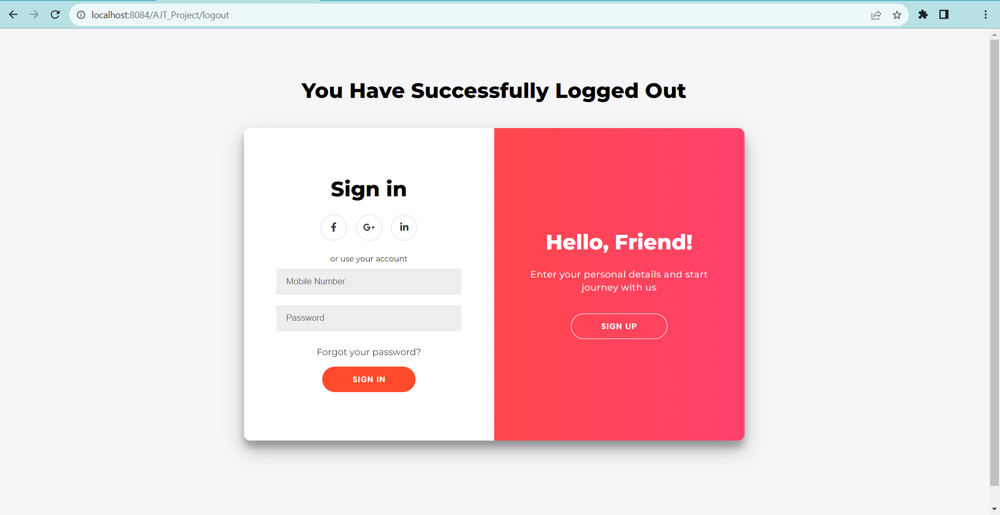 localhost:8084/AJT_Project/logout
You Have Successfully Logged Out
Sign in
f G+ in
or use your account
Mobile Number
Password
Forgot your password?
SIGN IN
Hello, Friend!
Enter your personal details and start
journey with us
SIGN UP